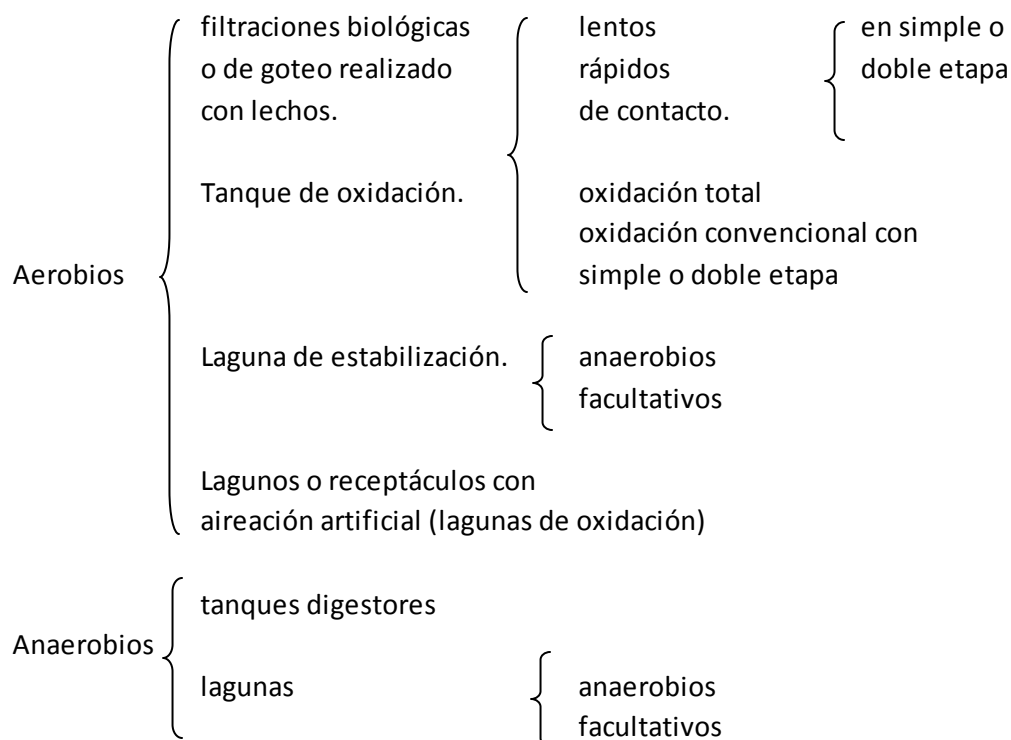 filtraciones biológicas lentos en simple o
o de goteo realizado rápidos doble etapa
con lechos. de contacto.
Tanque de oxidación. oxidación total
oxidación convencional con
Aerobios simple o doble etapa
Laguna de estabilización. anaerobios
facultativos
Lagunos o receptáculos con
aireación artificial (lagunas de oxidación)
tanques digestores
Anaerobios
lagunas anaerobios
facultativos